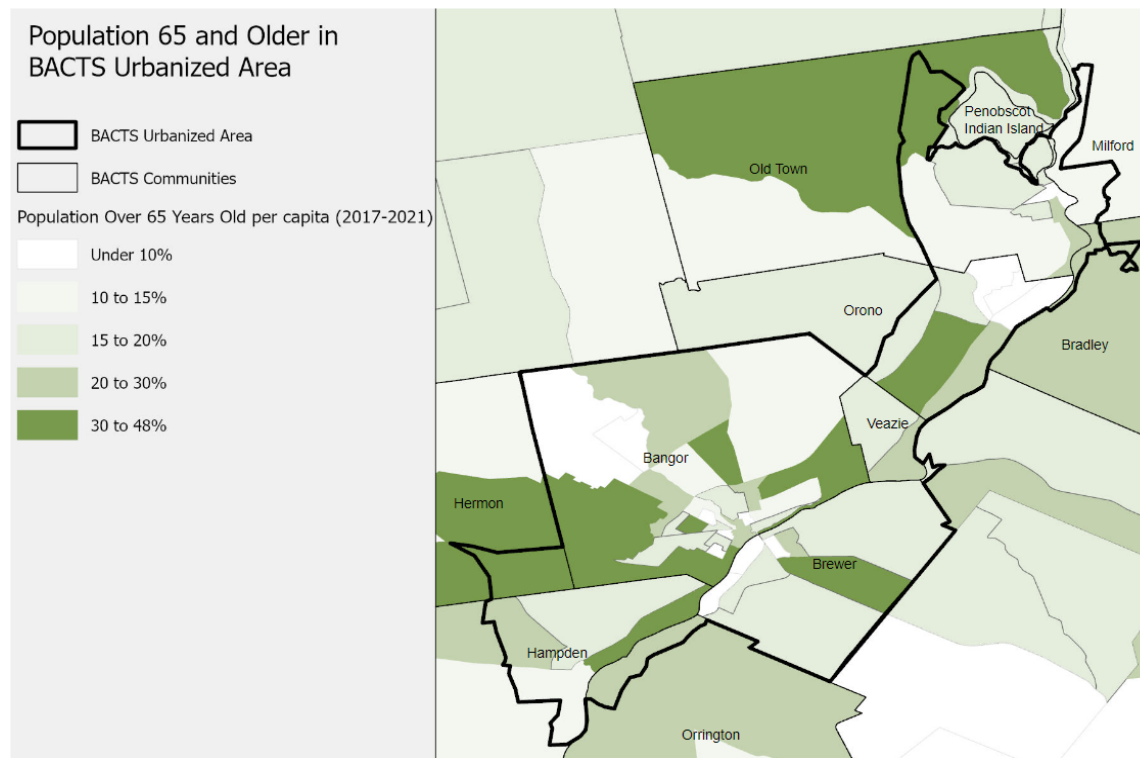 Population 65 and Older in
BACTS Urbanized Area
BACTS Urbanized Area
BACTS Communities
Population Over 65 Years Old per capita (2017-2021)
Under 10%
10 to 15%
15 to 20%
20 to 30%
30 to 48%
Penobscot
Indian Island
Milford
Old Town
Orono
Bradley
Veazie
Bangor
Hermon
Brewer
Hampden
Orrington